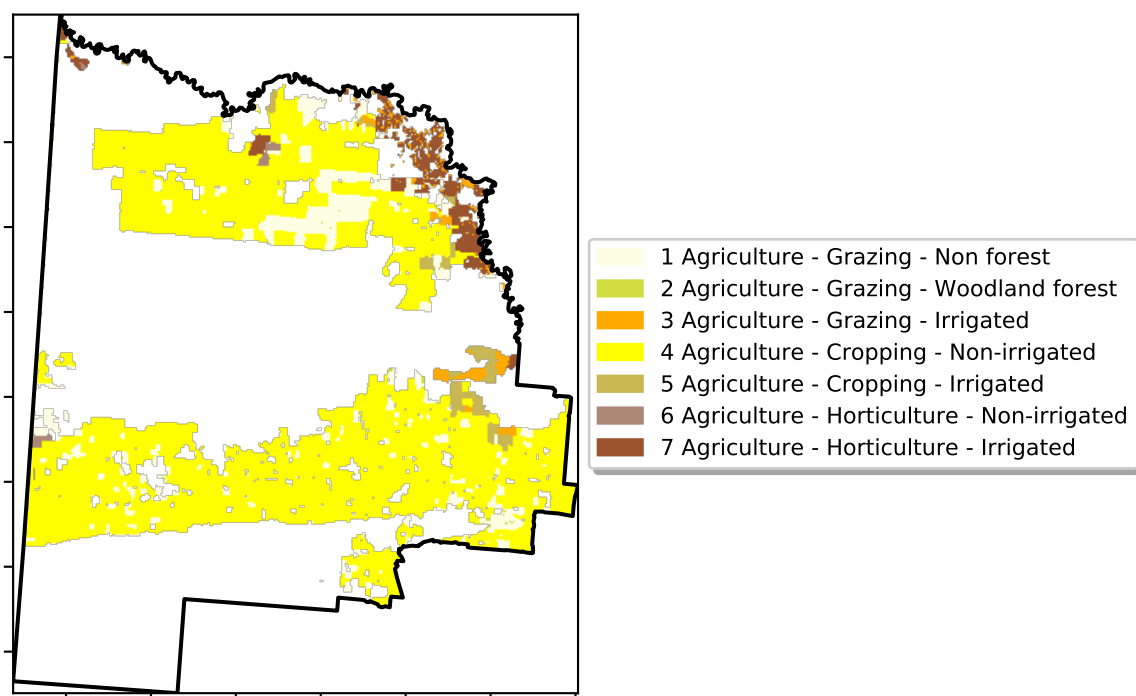 1 Agriculture - Grazing - Non forest
2 Agriculture - Grazing - Woodland forest
3 Agriculture - Grazing - Irrigated
4 Agriculture - Cropping - Non-irrigated
5 Agriculture - Cropping - Irrigated
6 Agriculture - Horticulture - Non-irrigated
7 Agriculture - Horticulture - Irrigated